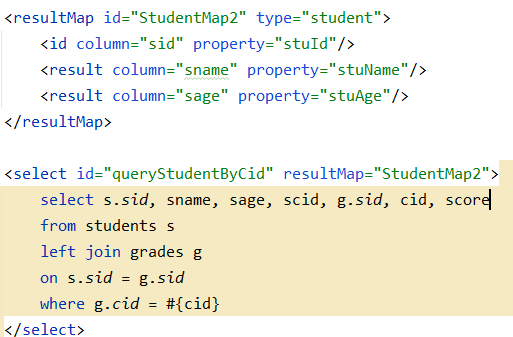 <resultMap id="StudentMap2" type="student">
<id column="sid" property="stuId"/>
<result column="sname" property="stuName"/>
<result column="sage" property="stuAge"/>
</resultMap>
<select id="queryStudentByCid" resultMap="StudentMap2">
select s.sid, sname, sage, scid, g.sid, cid, score
from students s
left join grades g
on s.sid = g.sid
where g.cid = #{cid}
</select>